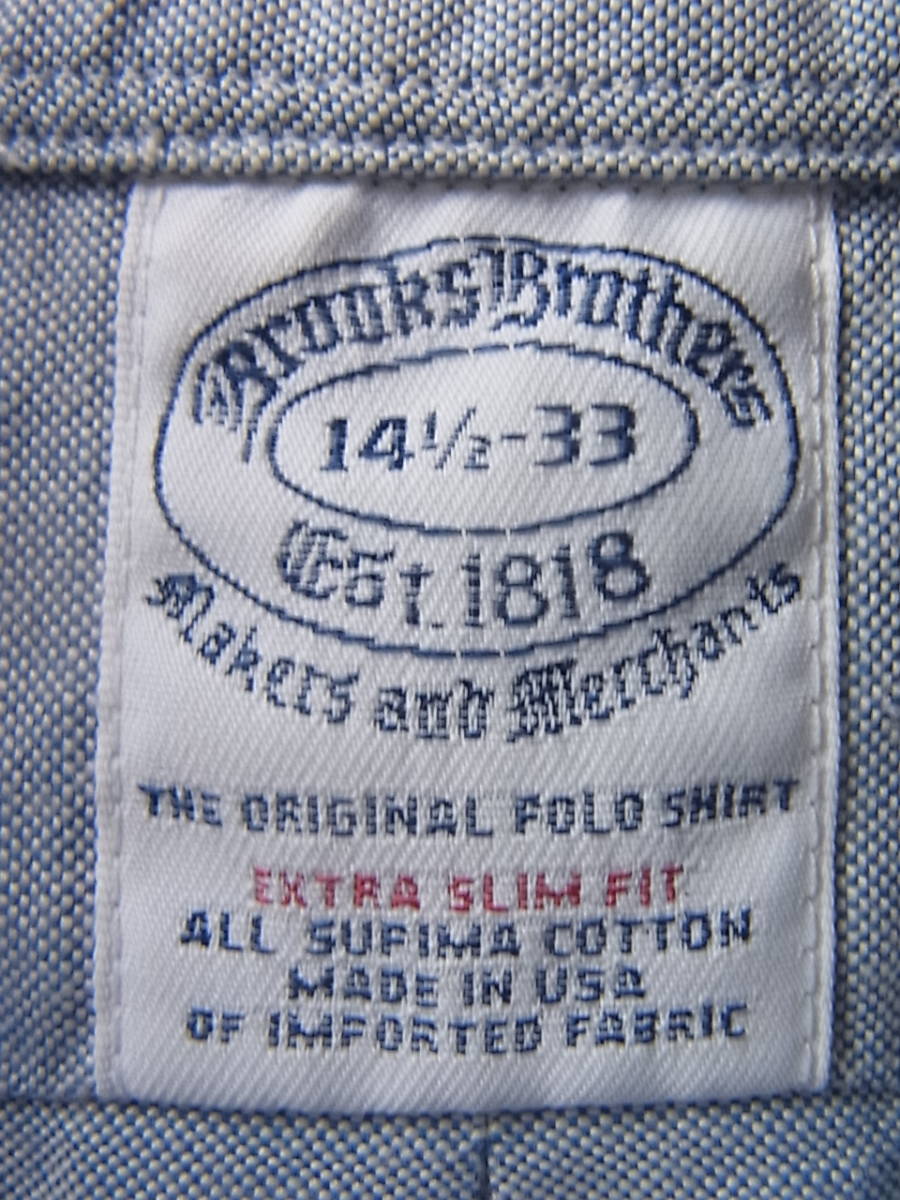 Brooks Brothers
14½-33
Est. 1818
Makers and Merchants
THE ORIGINAL POLO SHIRT
EXTRA SLIM FIT
ALL SUPIMA COTTON
MADE IN USA
OF IMPORTED FABRIC